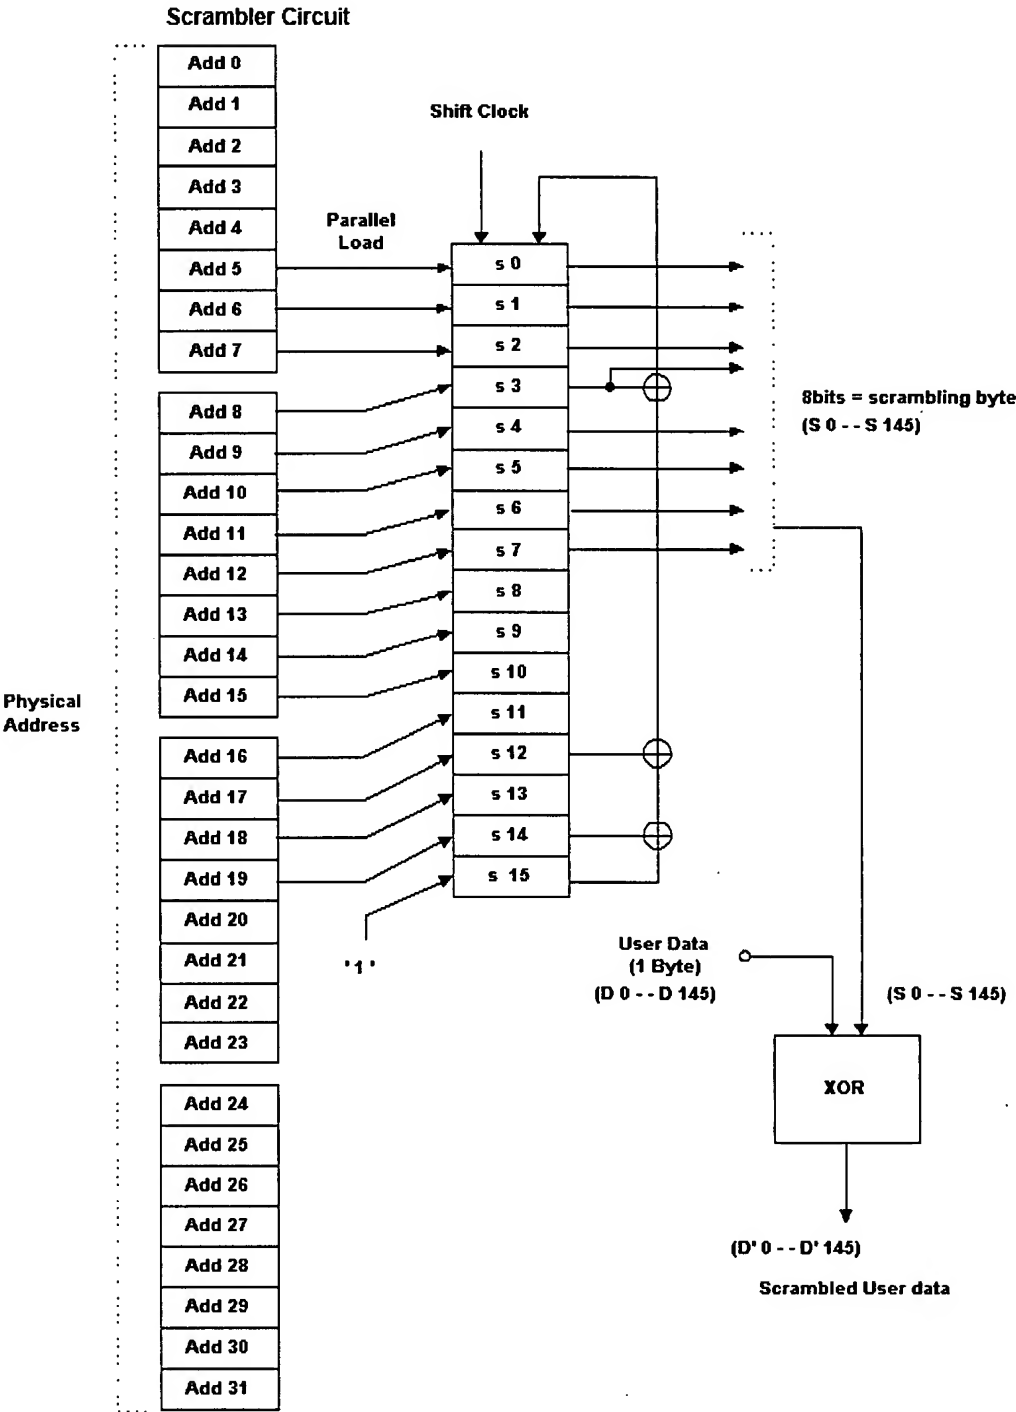 Scrambler Circuit
Add 0
Add 1
Add 2
Add 3
Add 4
Add 5
Add 6
Add 7
Add 8
Add 9
Add 10
Add 11
Add 12
Add 13
Add 14
Add 15
Physical
Address
Add 16
Add 17
Add 18
Add 19
Add 20
Add 21
Add 22
Add 23
Add 24
Add 25
Add 26
Add 27
Add 28
Add 29
Add 30
Add 31
Shift Clock
Parallel
Load
s 0
s 1
s 2
s 3
s 4
s 5
s 6
s 7
s 8
s 9
s 10
s 11
s 12
s 13
s 14
s 15
'1'
8bits = scrambling byte
(S 0 - - S 145)
User Data
(1 Byte)
(D 0 - - D 145)
(S 0 - - S 145)
XOR
(D' 0 - - D' 145)
Scrambled User data